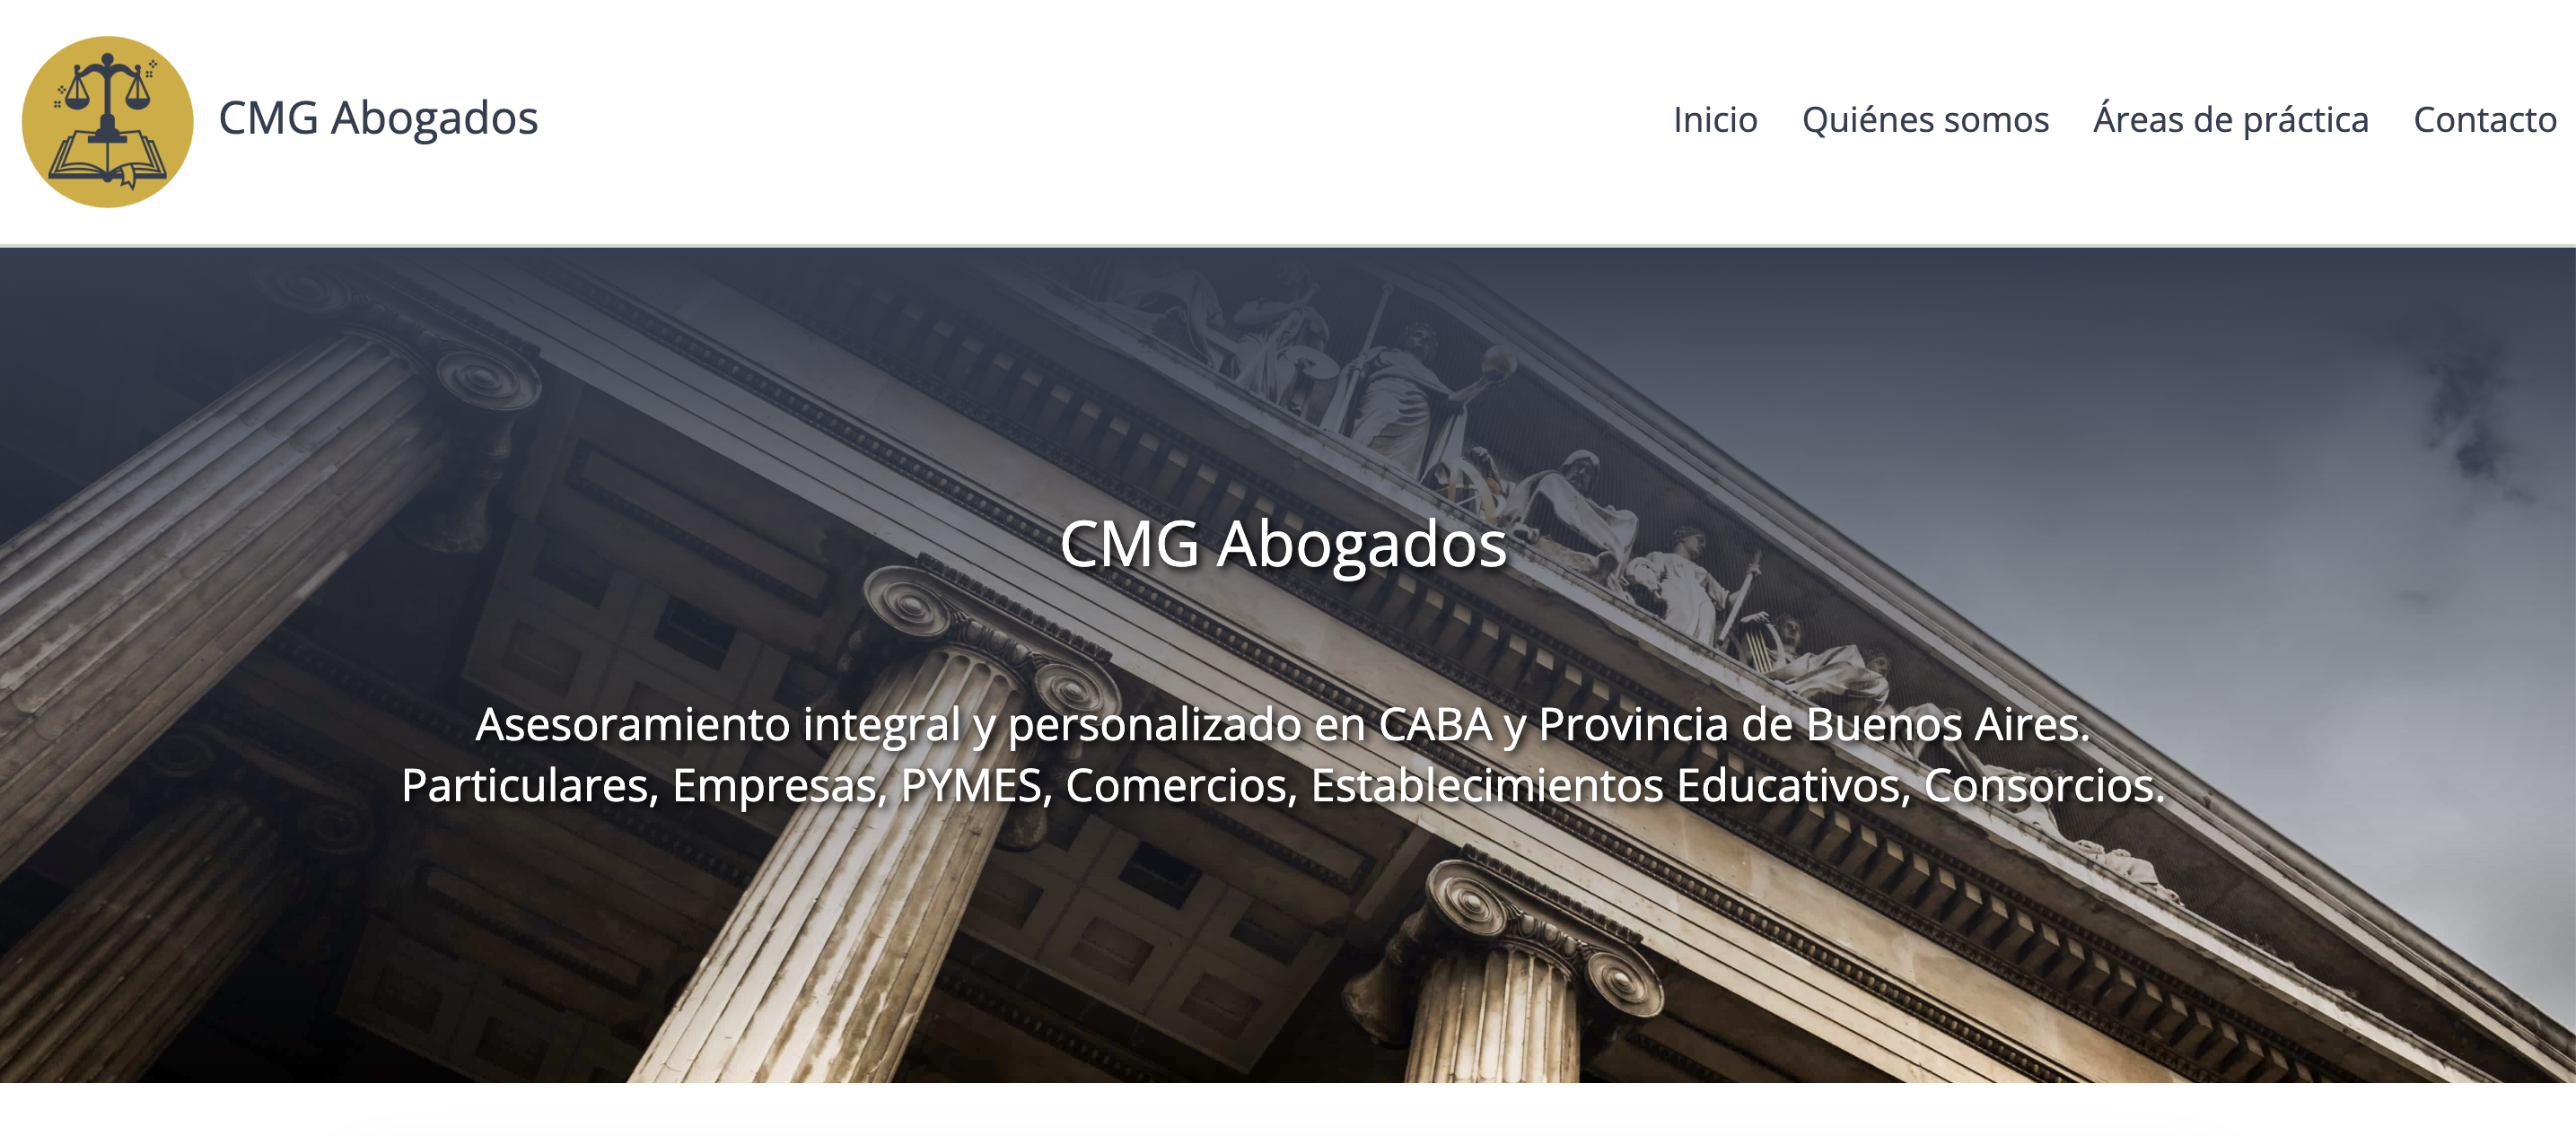 CMG Abogados
Inicio
Quiénes somos
Áreas de práctica
Contacto
CMG Abogados
Asesoramiento integral y personalizado en CABA y Provincia de Buenos Aires.
Particulares, Empresas, PYMES, Comercios, Establecimientos Educativos, Consorcios.